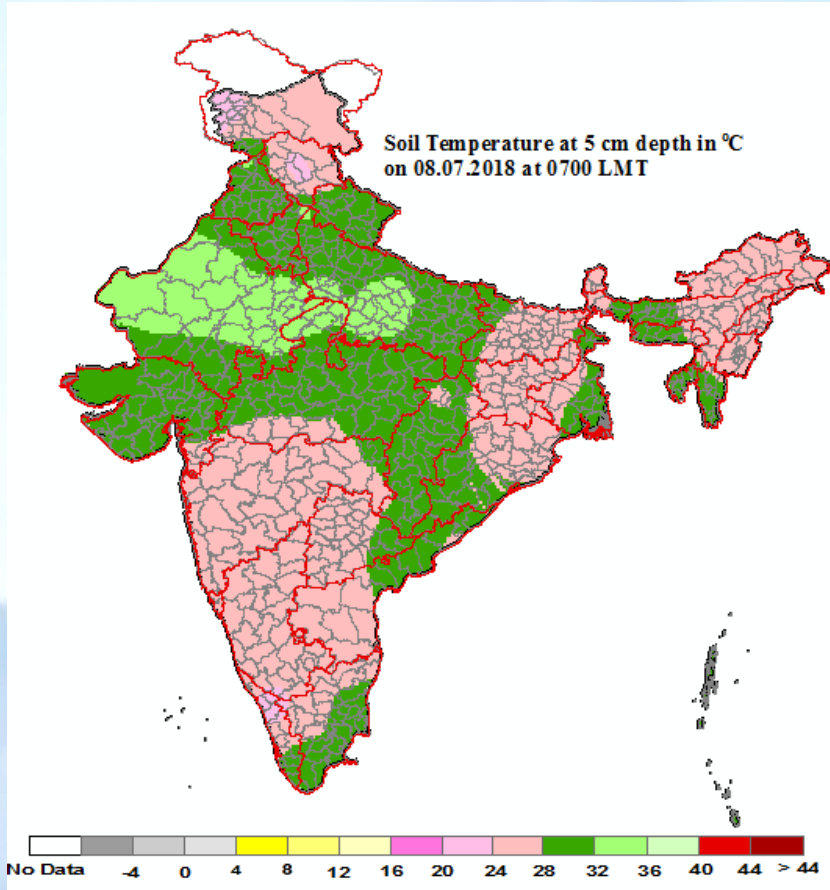 Soil Temperature at 5 cm depth in °C
on 08.07.2018 at 0700 LMT
No Data -4 0 4 8 12 16 20 24 28 32 36 40 44 > 44